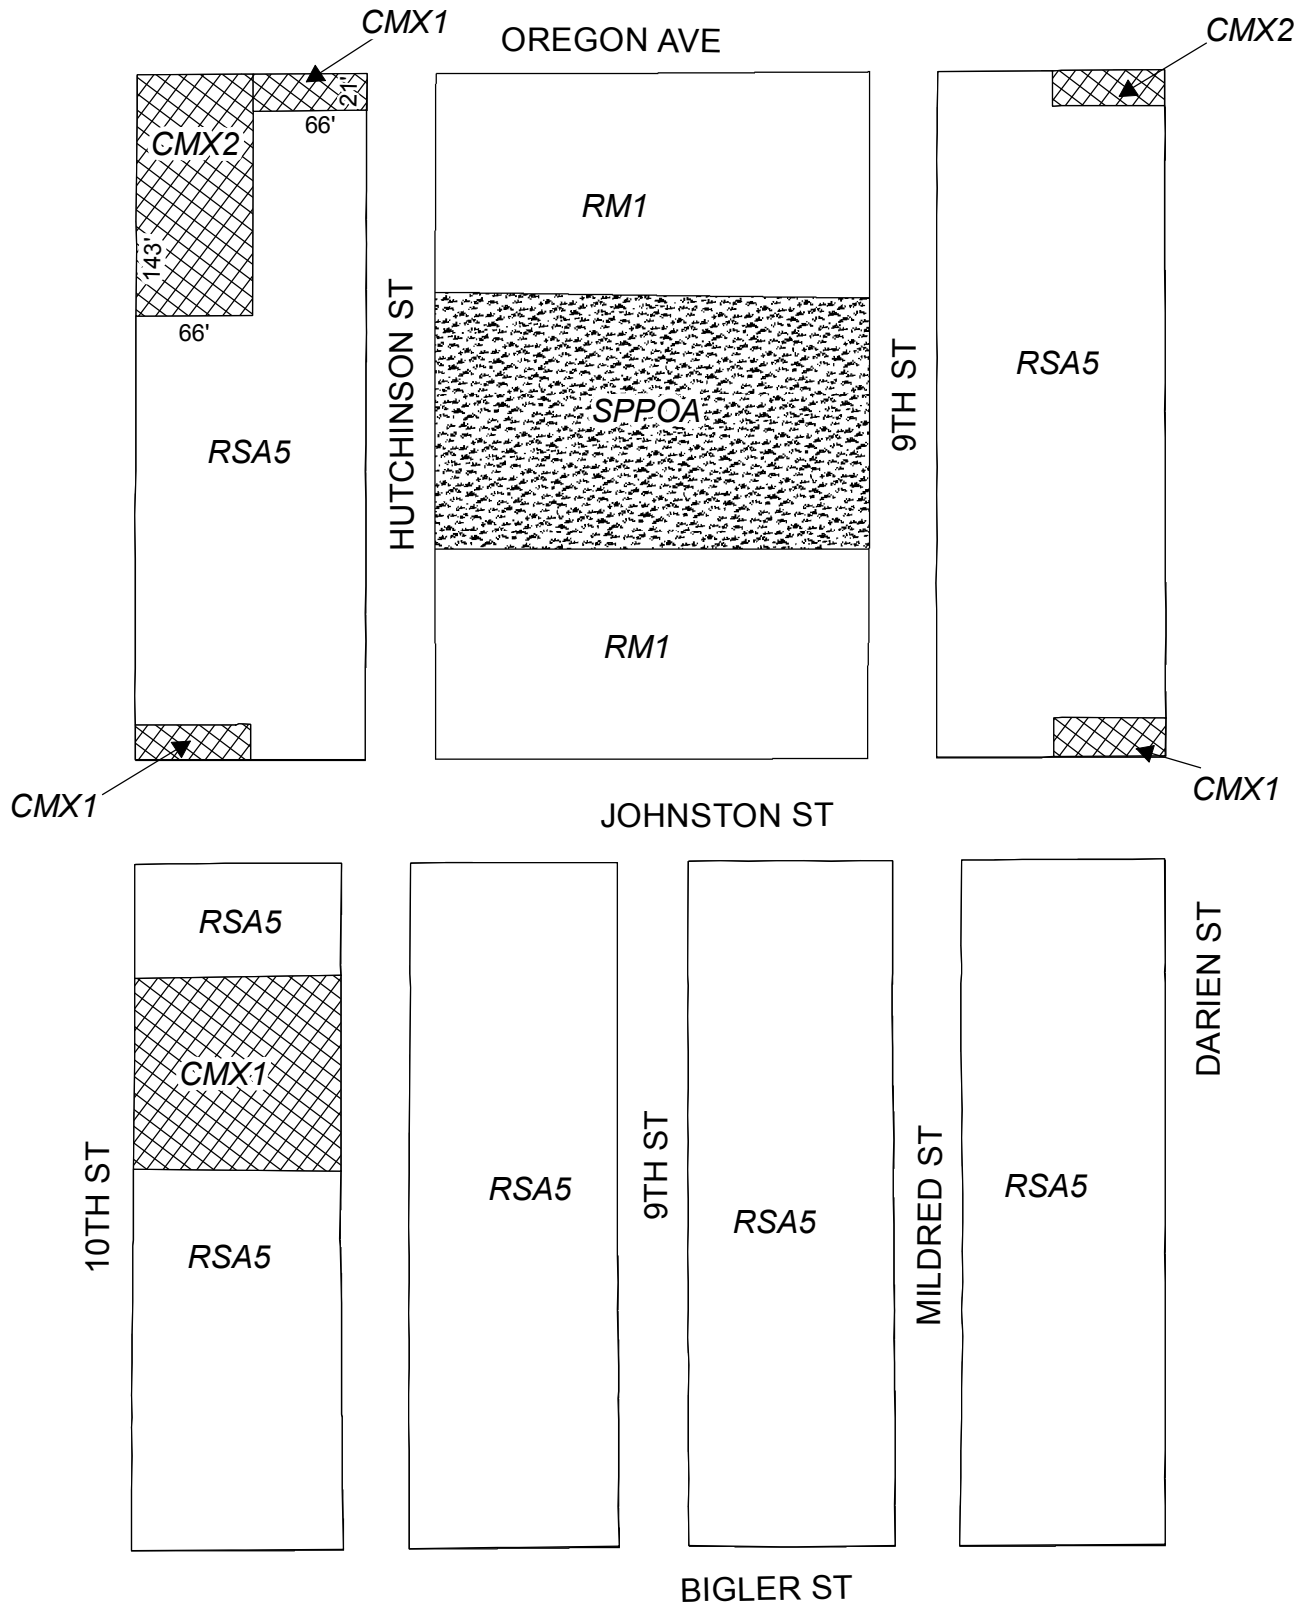 CMX1
OREGON AVE
CMX2
21'
66'
CMX2
RM1
143'
66'
HUTCHINSON ST
9TH ST
RSA5
SPPOA
RSA5
RM1
CMX1
CMX1
JOHNSTON ST
RSA5
DARIEN ST
CMX1
10TH ST
RSA5
9TH ST
RSA5
MILDRED ST
RSA5
RSA5
BIGLER ST